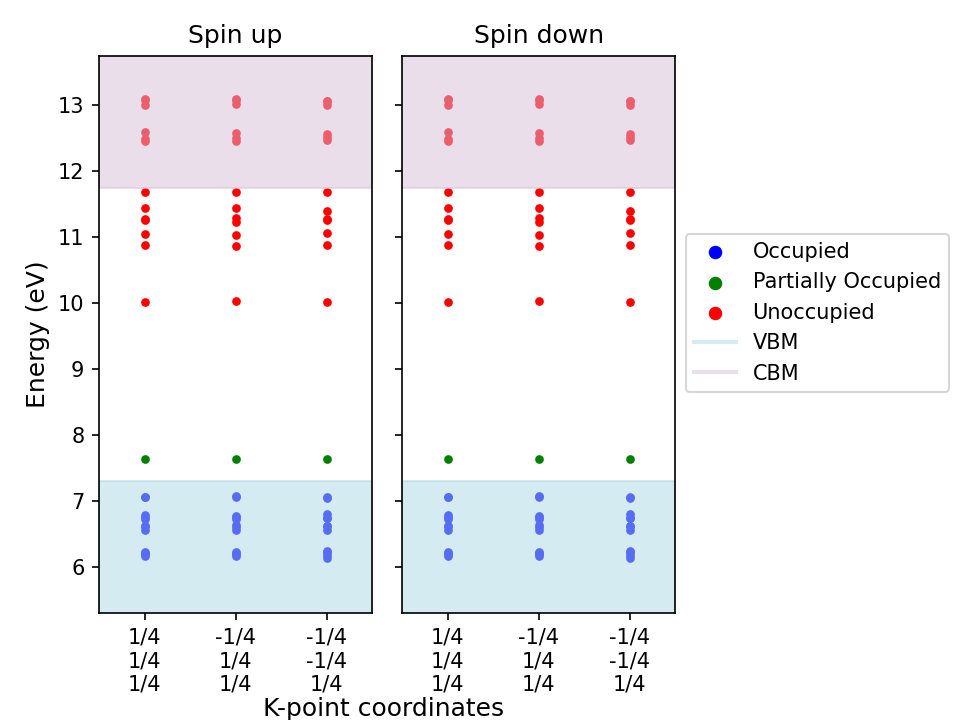 Spin up
Spin down
Energy (eV)
13
12
11
10
9
8
7
6
1/4
1/4
1/4
-1/4
1/4
1/4
-1/4
-1/4
1/4
1/4
1/4
1/4
-1/4
1/4
1/4
-1/4
-1/4
1/4
K-point coordinates
Occupied
Partially Occupied
Unoccupied
VBM
CBM